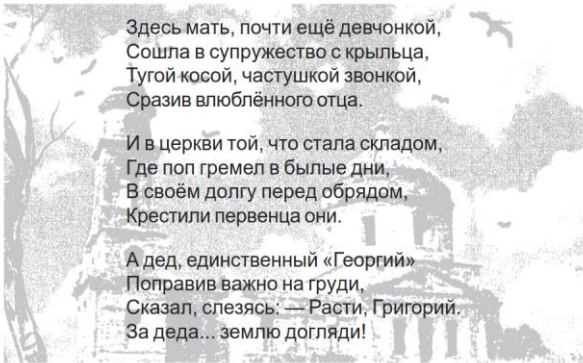 Здесь мать, почти ещё девчонкой,
Сошла в супружество с крыльца,
Тугой косой, частушкой звонкой,
Сразив влюблённого отца.
И в церкви той, что стала складом,
Где поп гремел в былые дни,
В своём долгу перед обрядом,
Крестили первенца они.
А дед, единственный «Георгий»
Поправив важно на груди,
Сказал, слезясь: — Расти, Григорий.
За деда... землю догляди!